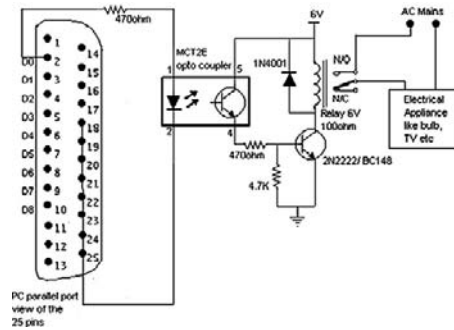 470ohm
6V
AC Mains
MCT2E
opto coupler
1N4001
N/O
N/C
Relay 6V
100ohm
Electrical
Appliance
like bulb,
TV etc
1
2
5
4
470ohm
2N2222/ BC148
4.7K
D0
D1
D2
D3
D4
D5
D6
D7
D8
1
2
3
4
5
6
7
8
9
10
11
12
13
14
15
16
17
18
19
20
21
22
23
24
25
PC parallel port
view of the
25 pins